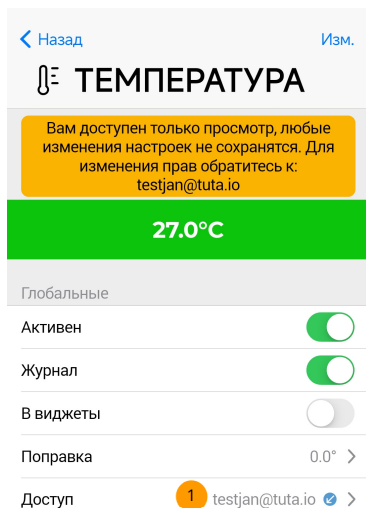 Назад Изм.
ТЕМПЕРАТУРА
Вам доступен только просмотр, любые
изменения настроек не сохранятся. Для
изменения прав обратитесь к:
testjan@tuta.io
27.0°C
Глобальные
Активен
Журнал
В виджеты
Поправка 0.0°
Доступ 1 testjan@tuta.io